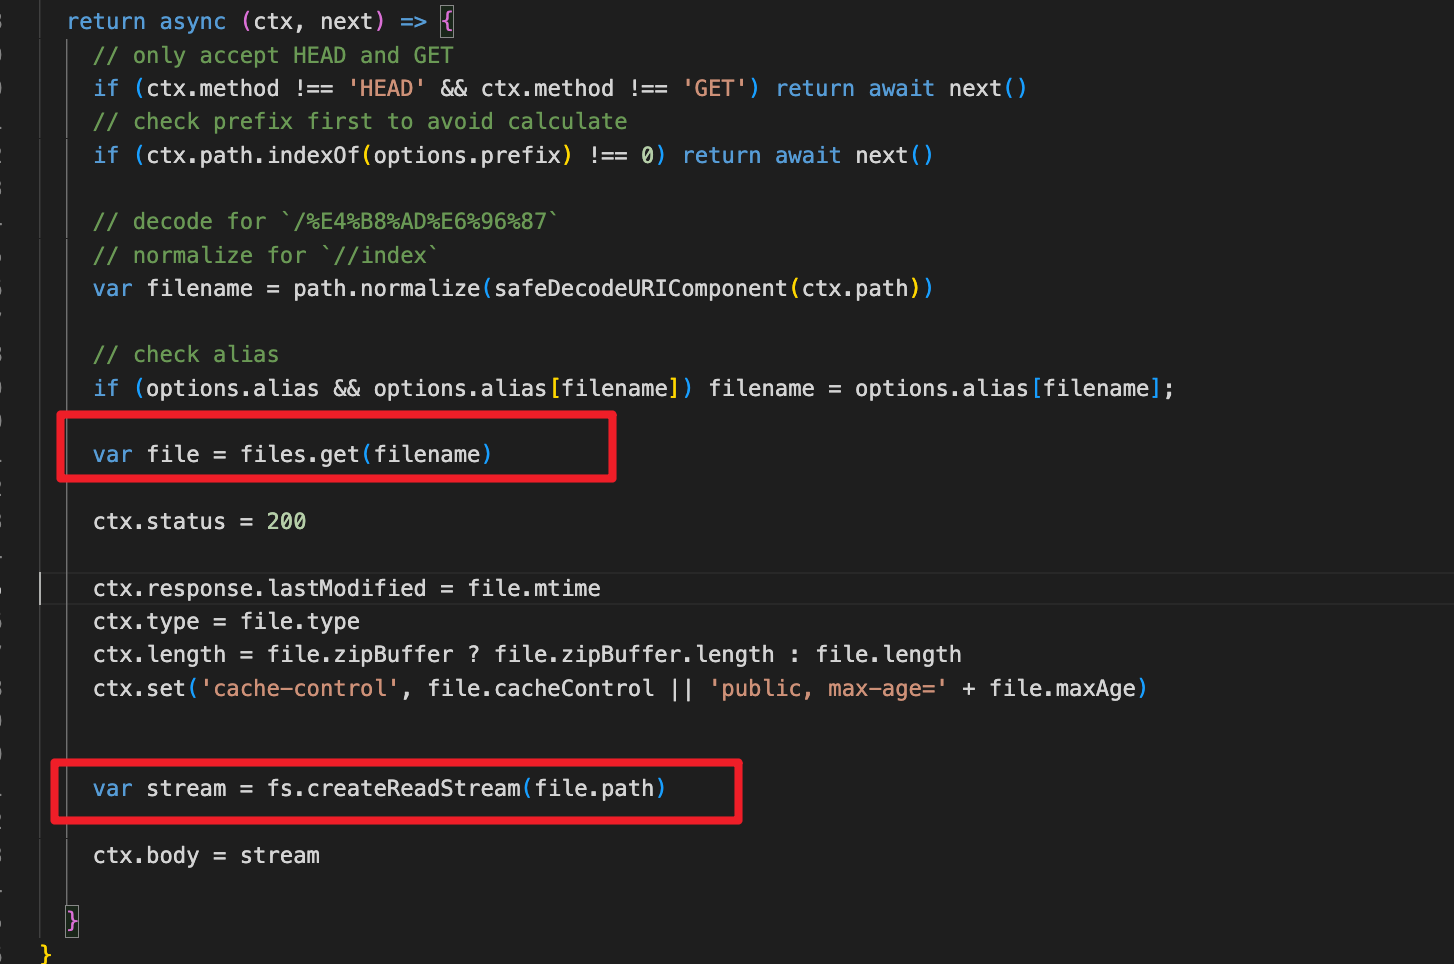 return async (ctx, next) => {
// only accept HEAD and GET
if (ctx.method !== 'HEAD' && ctx.method !== 'GET') return await next()
// check prefix first to avoid calculate
if (ctx.path.indexOf(options.prefix) !== 0) return await next()
// decode for `/%E4%B8%AD%E6%96%87`
// normalize for `//index`
var filename = path.normalize(safeDecodeURIComponent(ctx.path))
// check alias
if (options.alias && options.alias[filename]) filename = options.alias[filename];
var file = files.get(filename)
ctx.status = 200
ctx.response.lastModified = file.mtime
ctx.type = file.type
ctx.length = file.zipBuffer ? file.zipBuffer.length : file.length
ctx.set('cache-control', file.cacheControl || 'public, max-age=' + file.maxAge)
var stream = fs.createReadStream(file.path)
ctx.body = stream
}
}